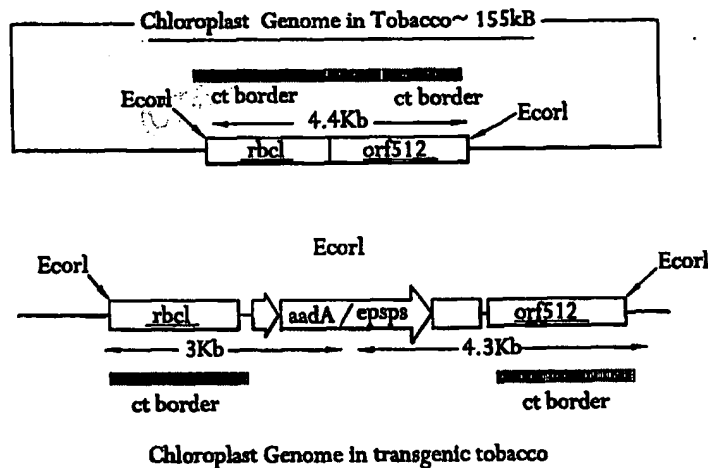 Chloroplast Genome in Tobacco~ 155kB
ct border ct border
Ecorl Ecorl
4.4Kb
rbcl orf512
Ecorl
Ecorl Ecorl
rbcl aadA / epsps orf512
3Kb 4.3Kb
ct border ct border
Chloroplast Genome in transgenic tobacco